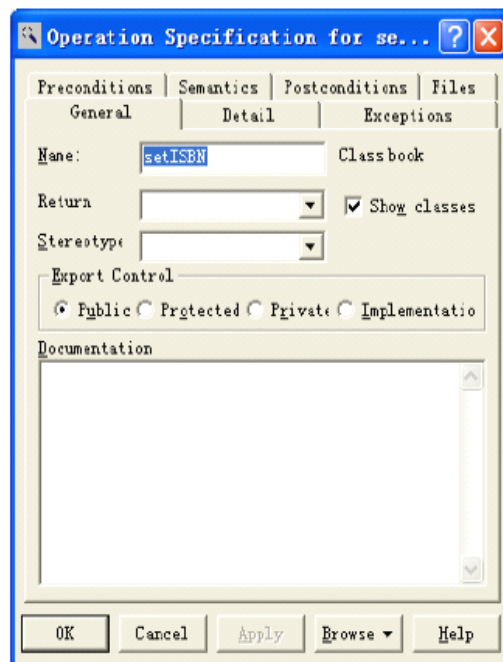 Operation Specification for se...
Preconditions Semantics Postconditions Files
General Detail Exceptions
Name: setISBN Class book
Return Show classes
Stereotype
Export Control
Public Protected Private Implementatio
Documentation
OK Cancel Apply Browse Help